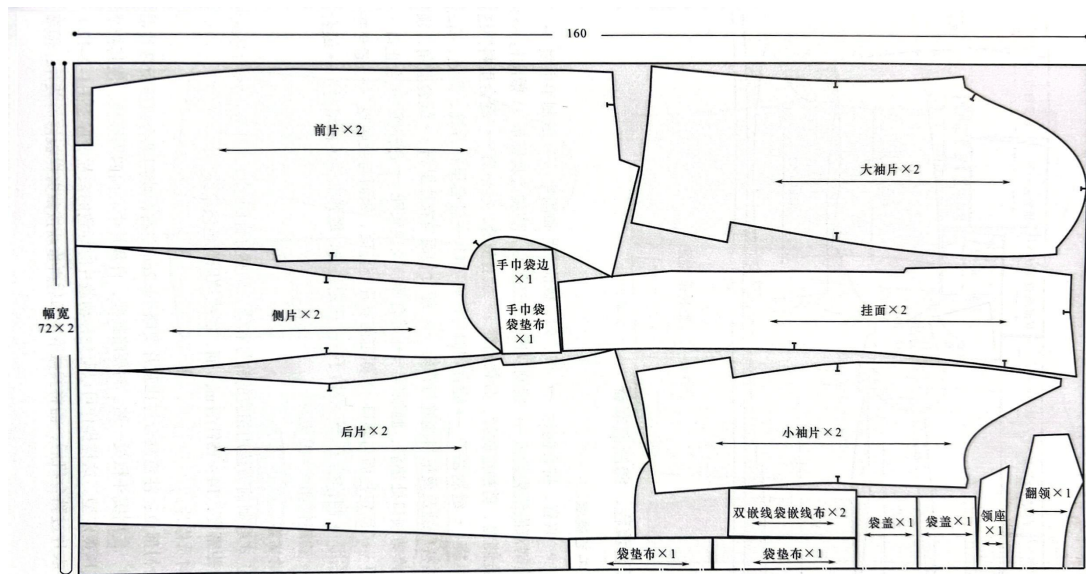 160
前片×2
大袖片×2
手巾袋边
×1
手巾袋
袋垫布
×1
幅宽
72×2
侧片×2
挂面×2
后片×2
小袖片×2
双嵌线袋嵌线布×2
袋盖×1
袋盖×1
领座
×1
翻领×1
袋垫布×1
袋垫布×1